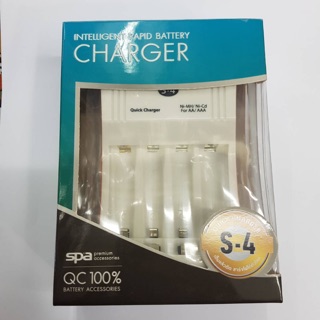 INTELLIGENT RAPID BATTERY
CHARGER
S-4
Quick Charger
Ni-MH/ Ni-Cd
For AA/ AAA
S-4
spa premium
accessories
QC 100%
BATTERY ACCESSORIES